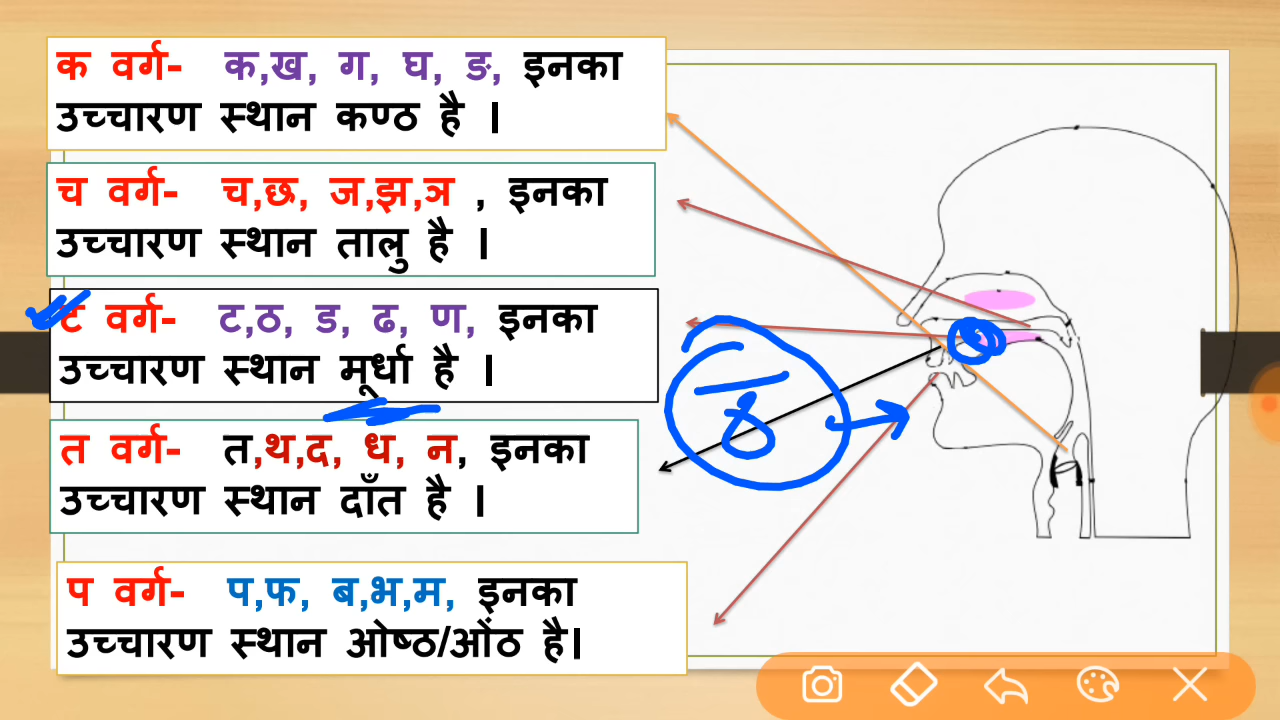 क वर्ग- क,ख, ग, घ, ङ, इनका
उच्चारण स्थान कण्ठ है ।
च वर्ग- च,छ, ज,झ,ञ , इनका
उच्चारण स्थान तालु है ।
ट वर्ग- ट,ठ, ड, ढ, ण, इनका
उच्चारण स्थान मूर्धा है ।
त वर्ग- त,थ,द, ध, न, इनका
उच्चारण स्थान दाँत है ।
प वर्ग- प,फ, ब,भ,म, इनका
उच्चारण स्थान ओष्ठ/ओंठ है।
ठ